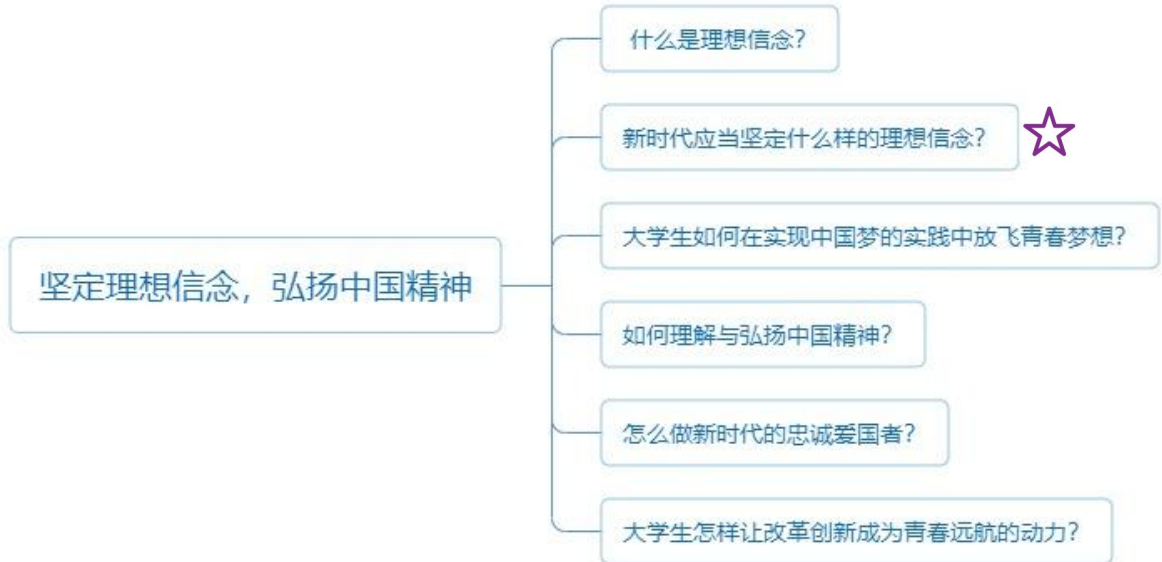 什么是理想信念？
新时代应当坚定什么样的理想信念？
大学生如何在实现中国梦的实践中放飞青春梦想？
坚定理想信念，弘扬中国精神
如何理解与弘扬中国精神？
怎么做新时代的忠诚爱国者？
大学生怎样让改革创新成为青春远航的动力？